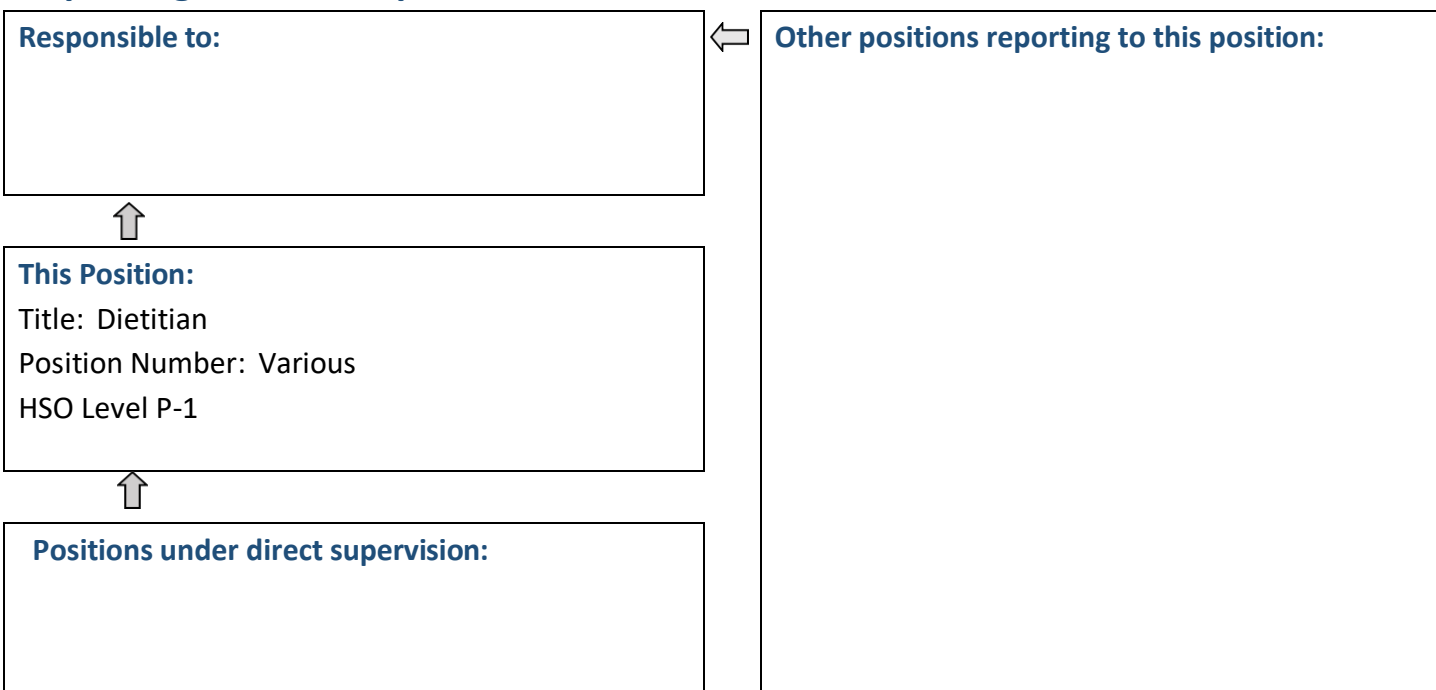 Responsible to:
Other positions reporting to this position:
This Position:
Title: Dietitian
Position Number: Various
HSO Level P-1
Positions under direct supervision: